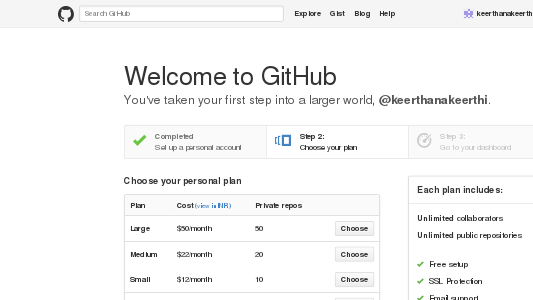 Search GitHub
Explore Gist Blog Help
keerthanakeerth
Welcome to GitHub
You've taken your first step into a larger world, @keerthanakeerthi.
Completed
Set up a personal account
Step 2:
Choose your plan
Step 3:
Go to your dashboard
Choose your personal plan
Plan Cost (view in INR) Private repos
Large $50/month 50 Choose
Medium $22/month 20 Choose
Small $12/month 10 Choose
Each plan includes:
Unlimited collaborators
Unlimited public repositories
Free setup
SSL Protection
Email support